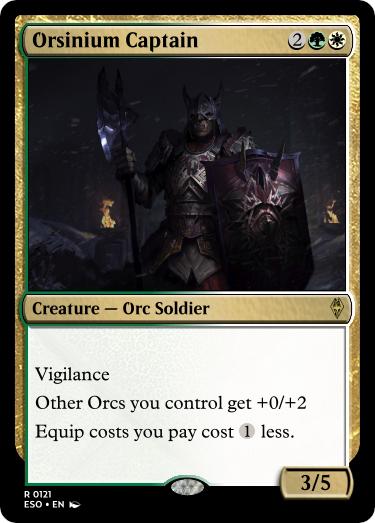 Orsinium Captain 2
Creature — Orc Soldier
Vigilance
Other Orcs you control get +0/+2
Equip costs you pay cost 1 less.
3/5
R 0121
ESO • EN